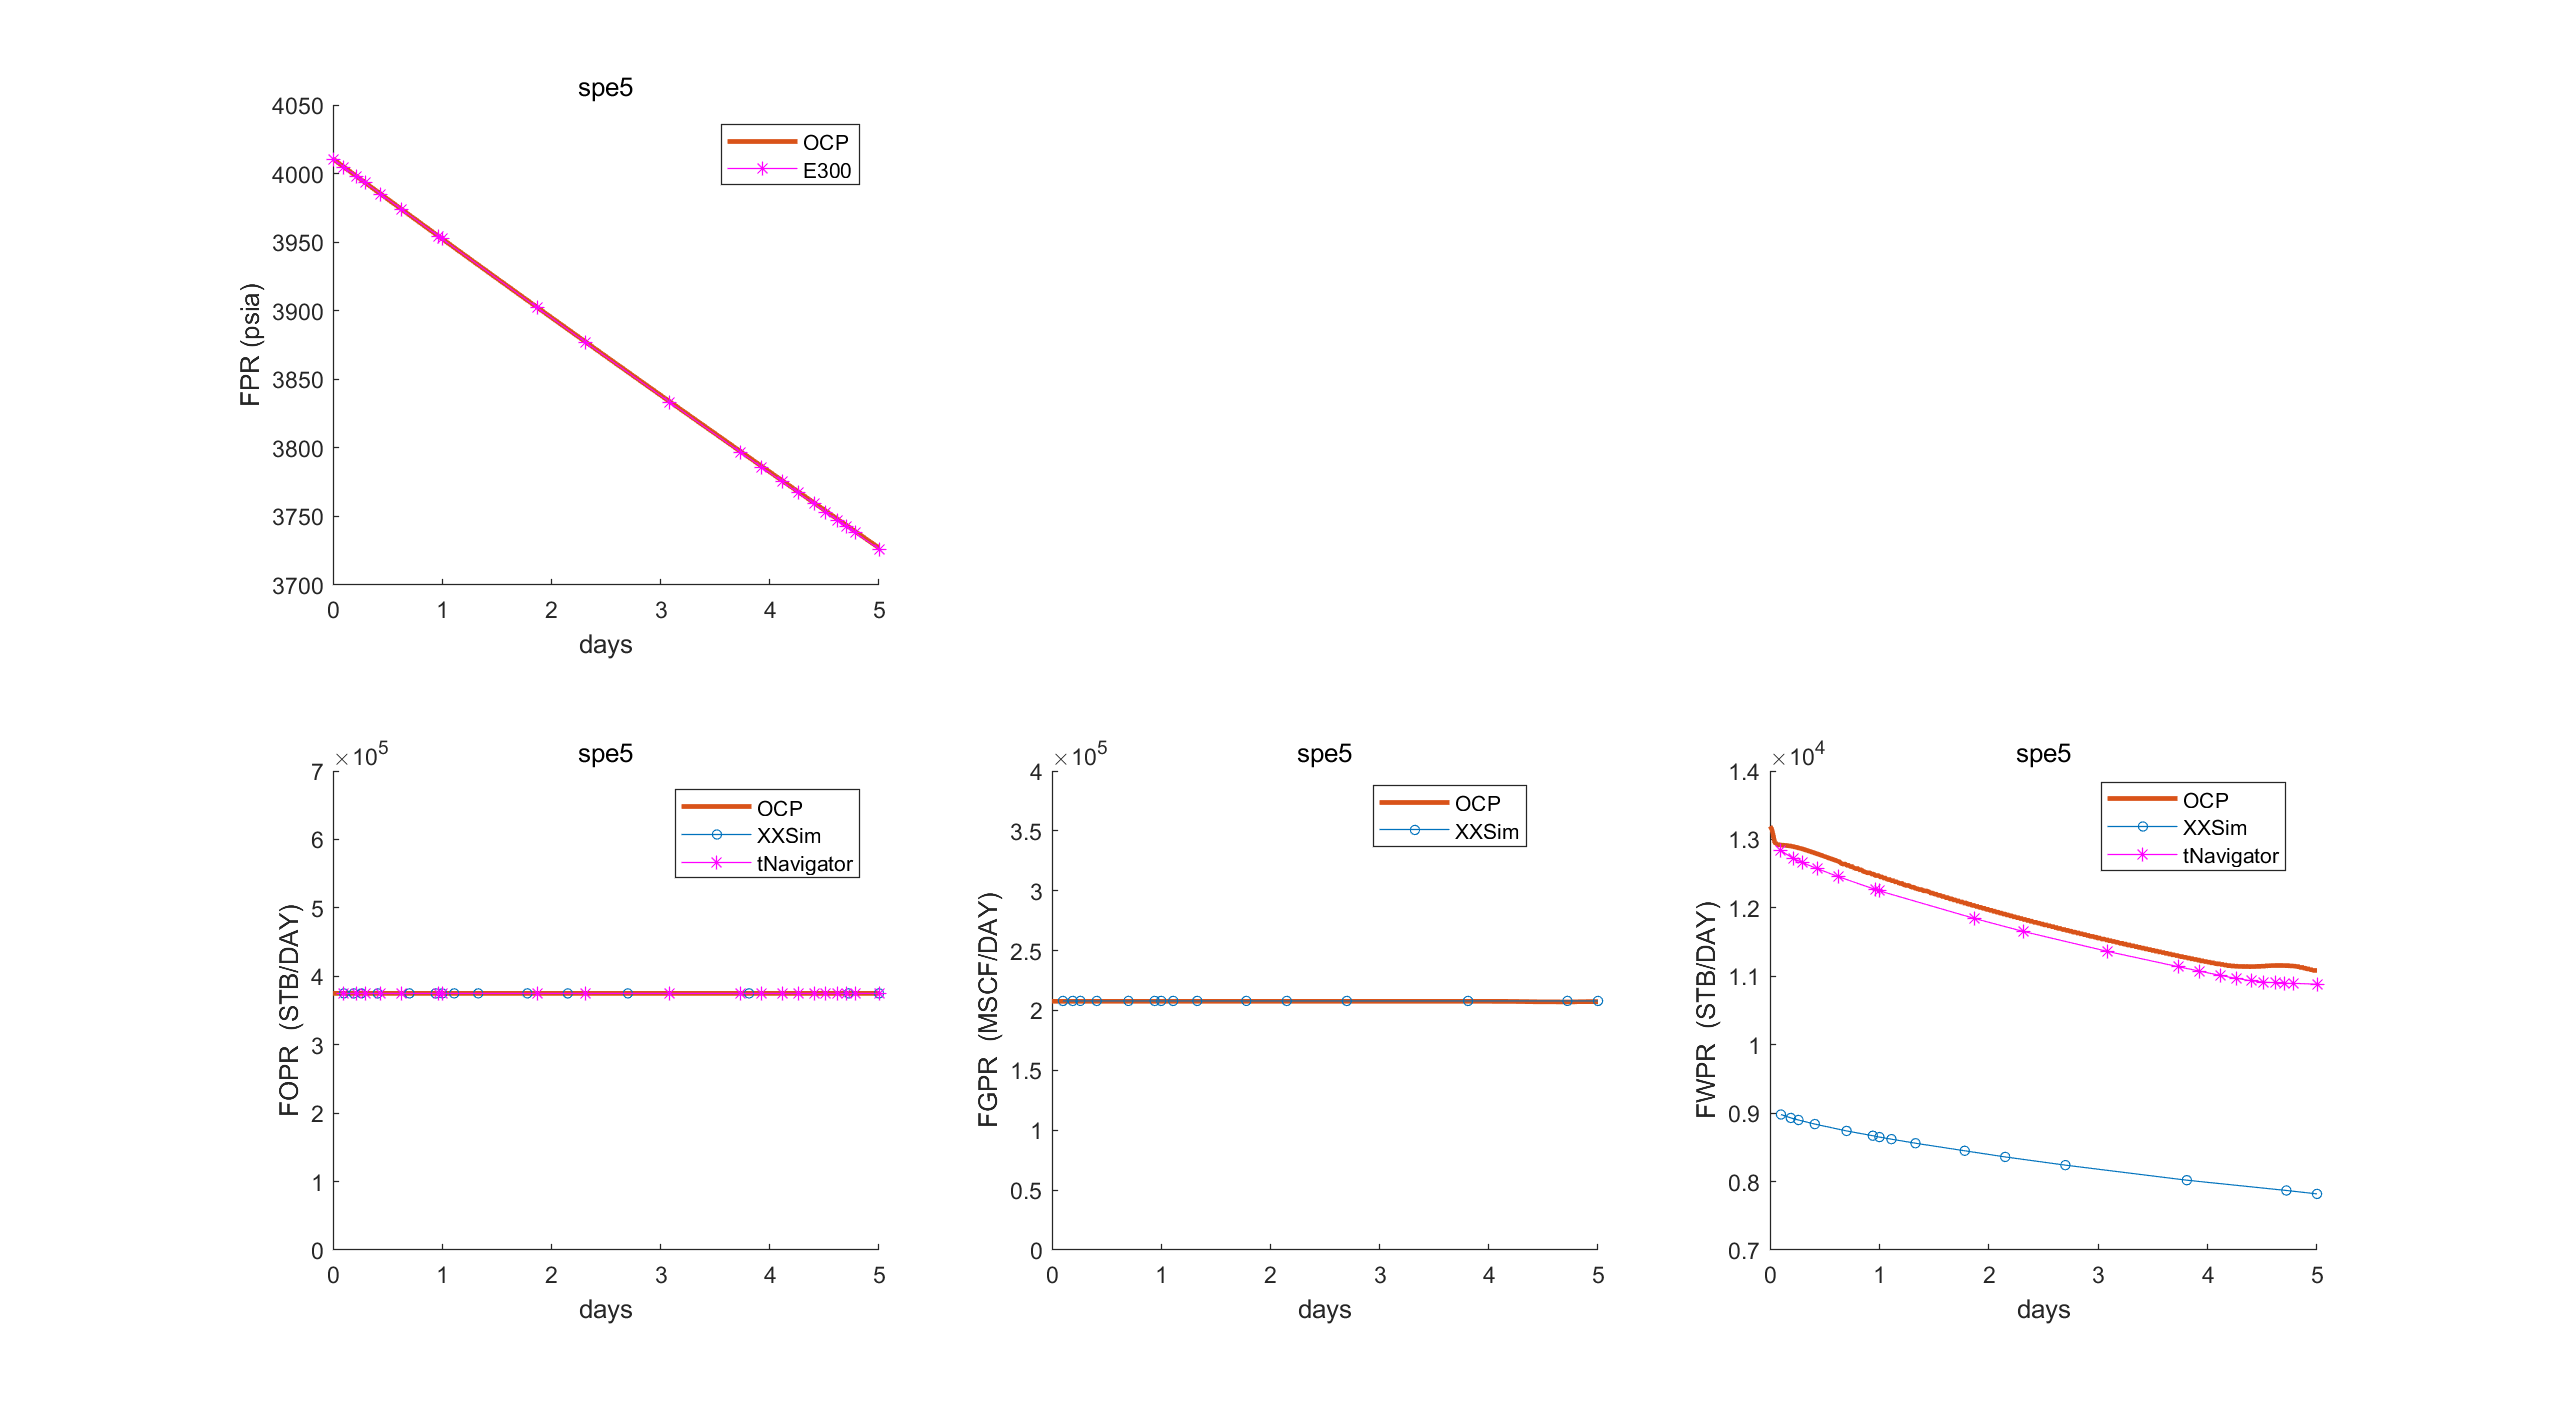 spe5
4050
4000
3950
3900
3850
3800
3750
3700
FPR (psia)
OCP
E300
0 1 2 3 4 5
days
spe5
×10^5
7
6
5
4
3
2
1
0
FOPR (STB/DAY)
OCP
XXSim
tNavigator
0 1 2 3 4 5
days
spe5
×10^5
4
3.5
3
2.5
2
1.5
1
0.5
0
FGPR (MSCF/DAY)
OCP
XXSim
0 1 2 3 4 5
days
spe5
×10^4
1.4
1.3
1.2
1.1
1
0.9
0.8
0.7
FWPR (STB/DAY)
OCP
XXSim
tNavigator
0 1 2 3 4 5
days